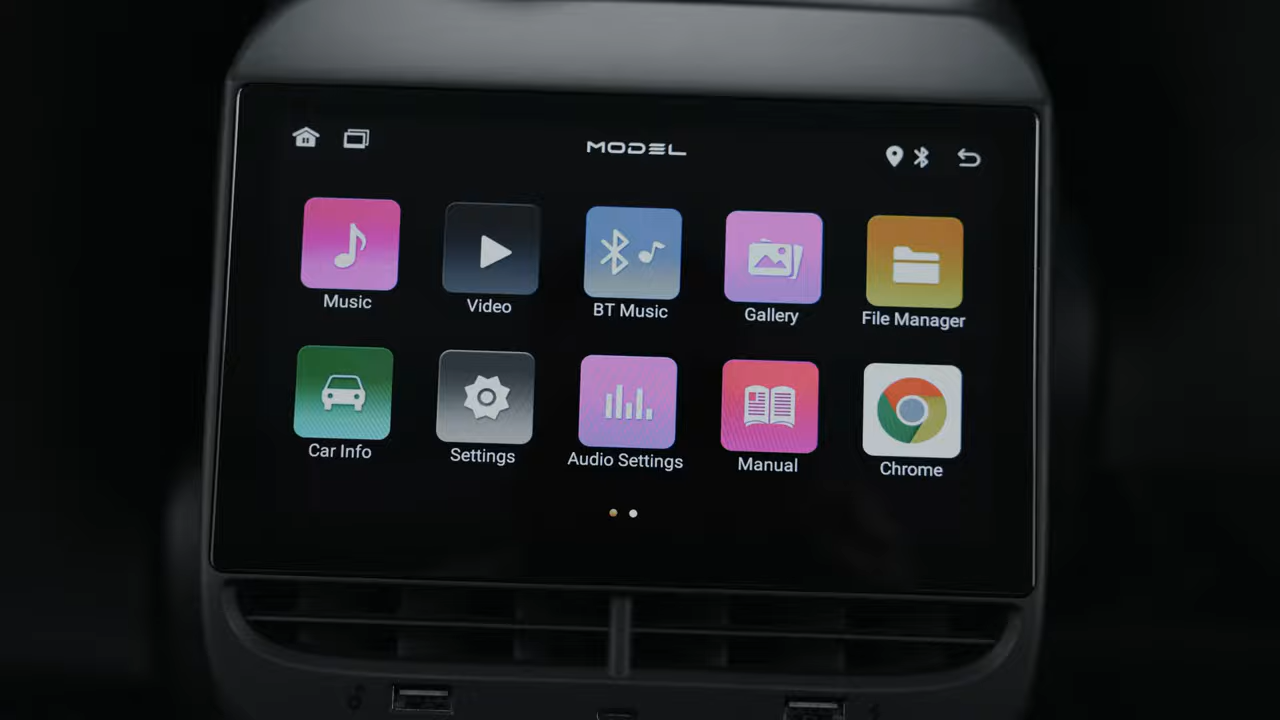 MODEL
Music
Video
BT Music
Gallery
File Manager
Car Info
Settings
Audio Settings
Manual
Chrome